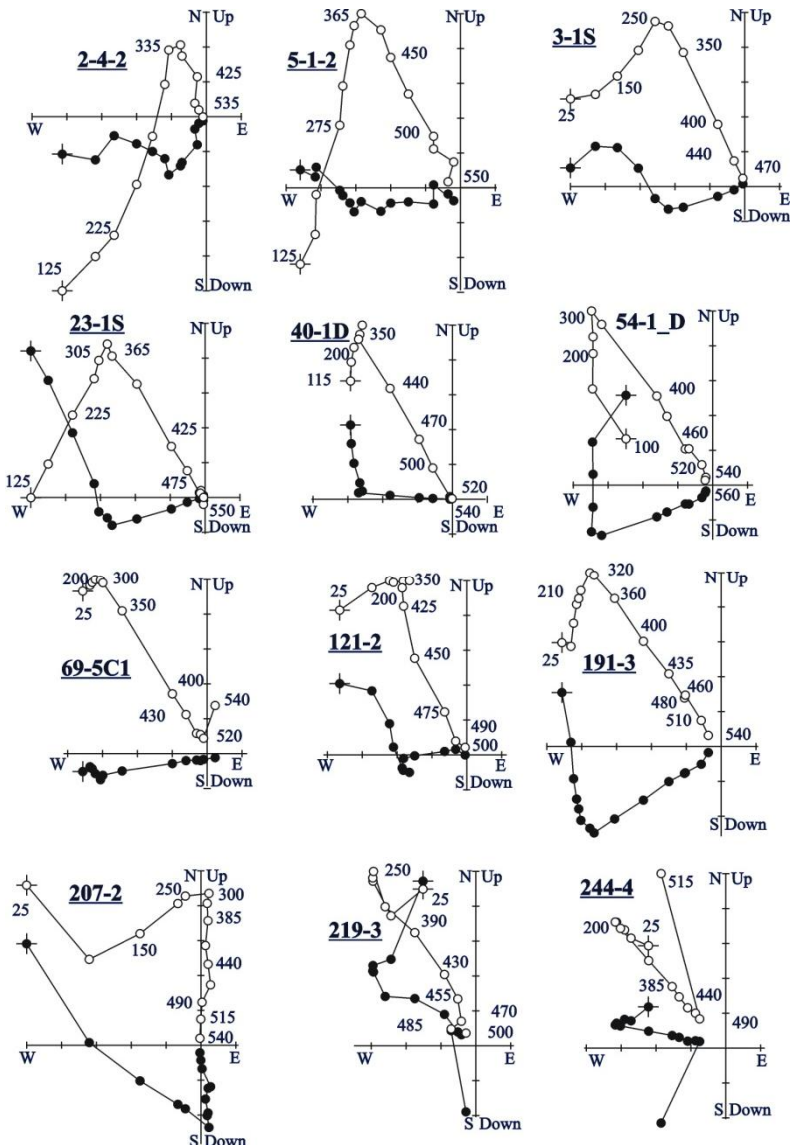 2-4-2
N Up
335
425
535
W E
225
125
S Down
5-1-2
365
N Up
450
275
500
550
W E
125
S Down
3-1S
250
N Up
350
150
25
400
440
470
W E
S Down
23-1S
N Up
305
365
225
425
125
475
W 550 E
S Down
40-1D
N Up
350
200
115
440
470
500
520
W E
540
S Down
54-1_D
N Up
300
200
400
460
100
520
540
W E
560
S Down
69-5C1
N Up
200
300
25
350
400
430
540
520
W E
S Down
121-2
N Up
25
350
200
425
450
475
490
500
W E
S Down
191-3
N Up
320
210
360
400
25
435
460
480
510
540
W E
S Down
207-2
N Up
25
250
300
385
150
440
490
515
540
W E
S Down
219-3
N Up
250
25
390
430
455
470
485
500
W E
S Down
244-4
N Up
515
200
25
385
440
490
W E
S Down